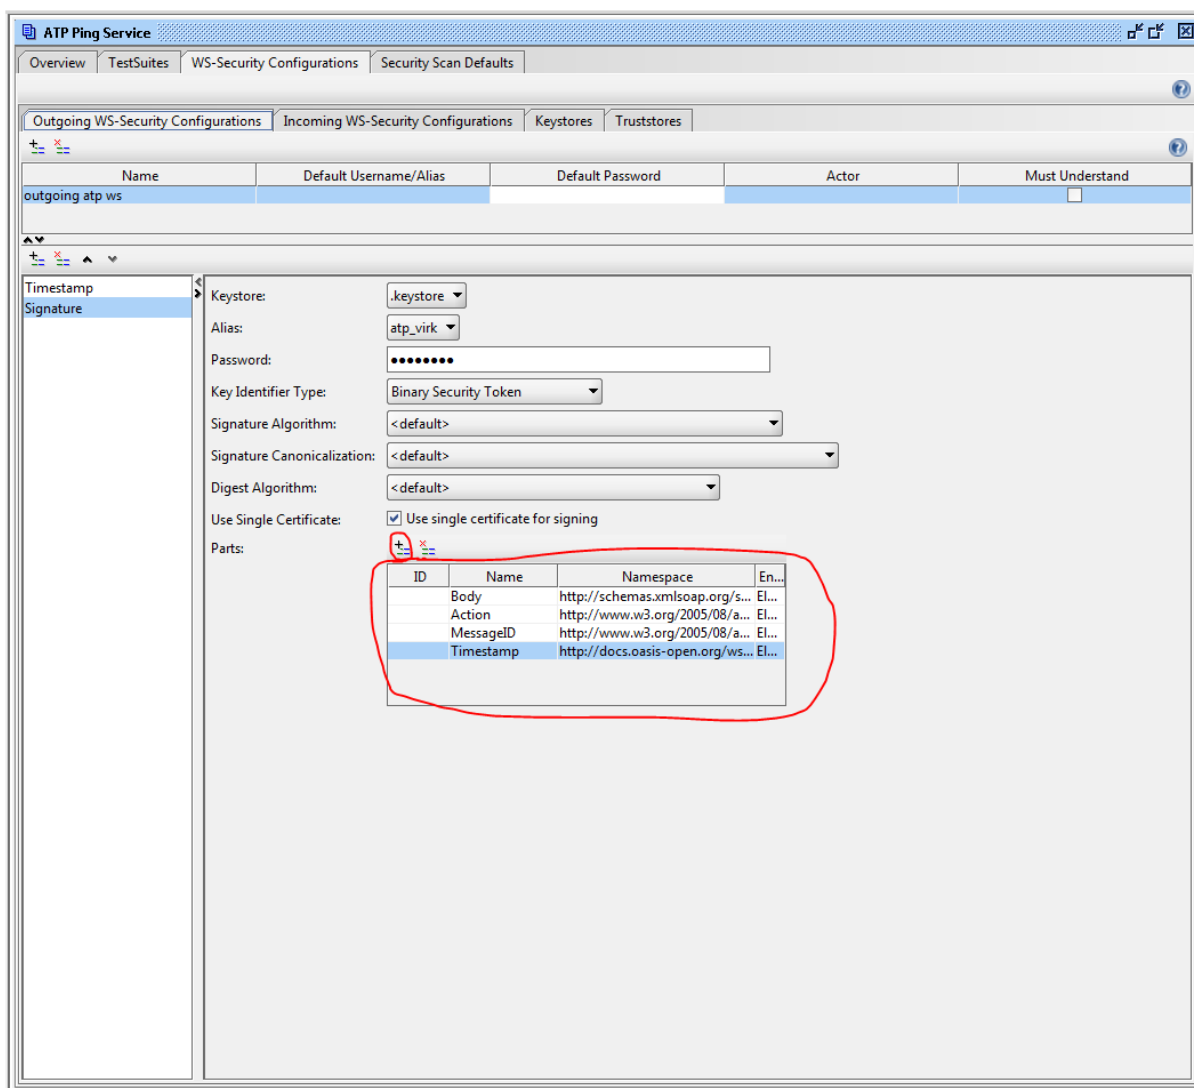 ATP Ping Service
Overview TestSuites WS-Security Configurations Security Scan Defaults
Outgoing WS-Security Configurations Incoming WS-Security Configurations Keystores Truststores
Name Default Username/Alias Default Password Actor Must Understand
outgoing atp ws
Timestamp
Signature
Keystore: .keystore
Alias: atp_virk
Password: ●●●●●●●●
Key Identifier Type: Binary Security Token
Signature Algorithm: <default>
Signature Canonicalization: <default>
Digest Algorithm: <default>
Use Single Certificate: Use single certificate for signing
Parts:
ID Name Namespace En...
Body http://schemas.xmlsoap.org/s... El...
Action http://www.w3.org/2005/08/a... El...
MessageID http://www.w3.org/2005/08/a... El...
Timestamp http://docs.oasis-open.org/ws... El...